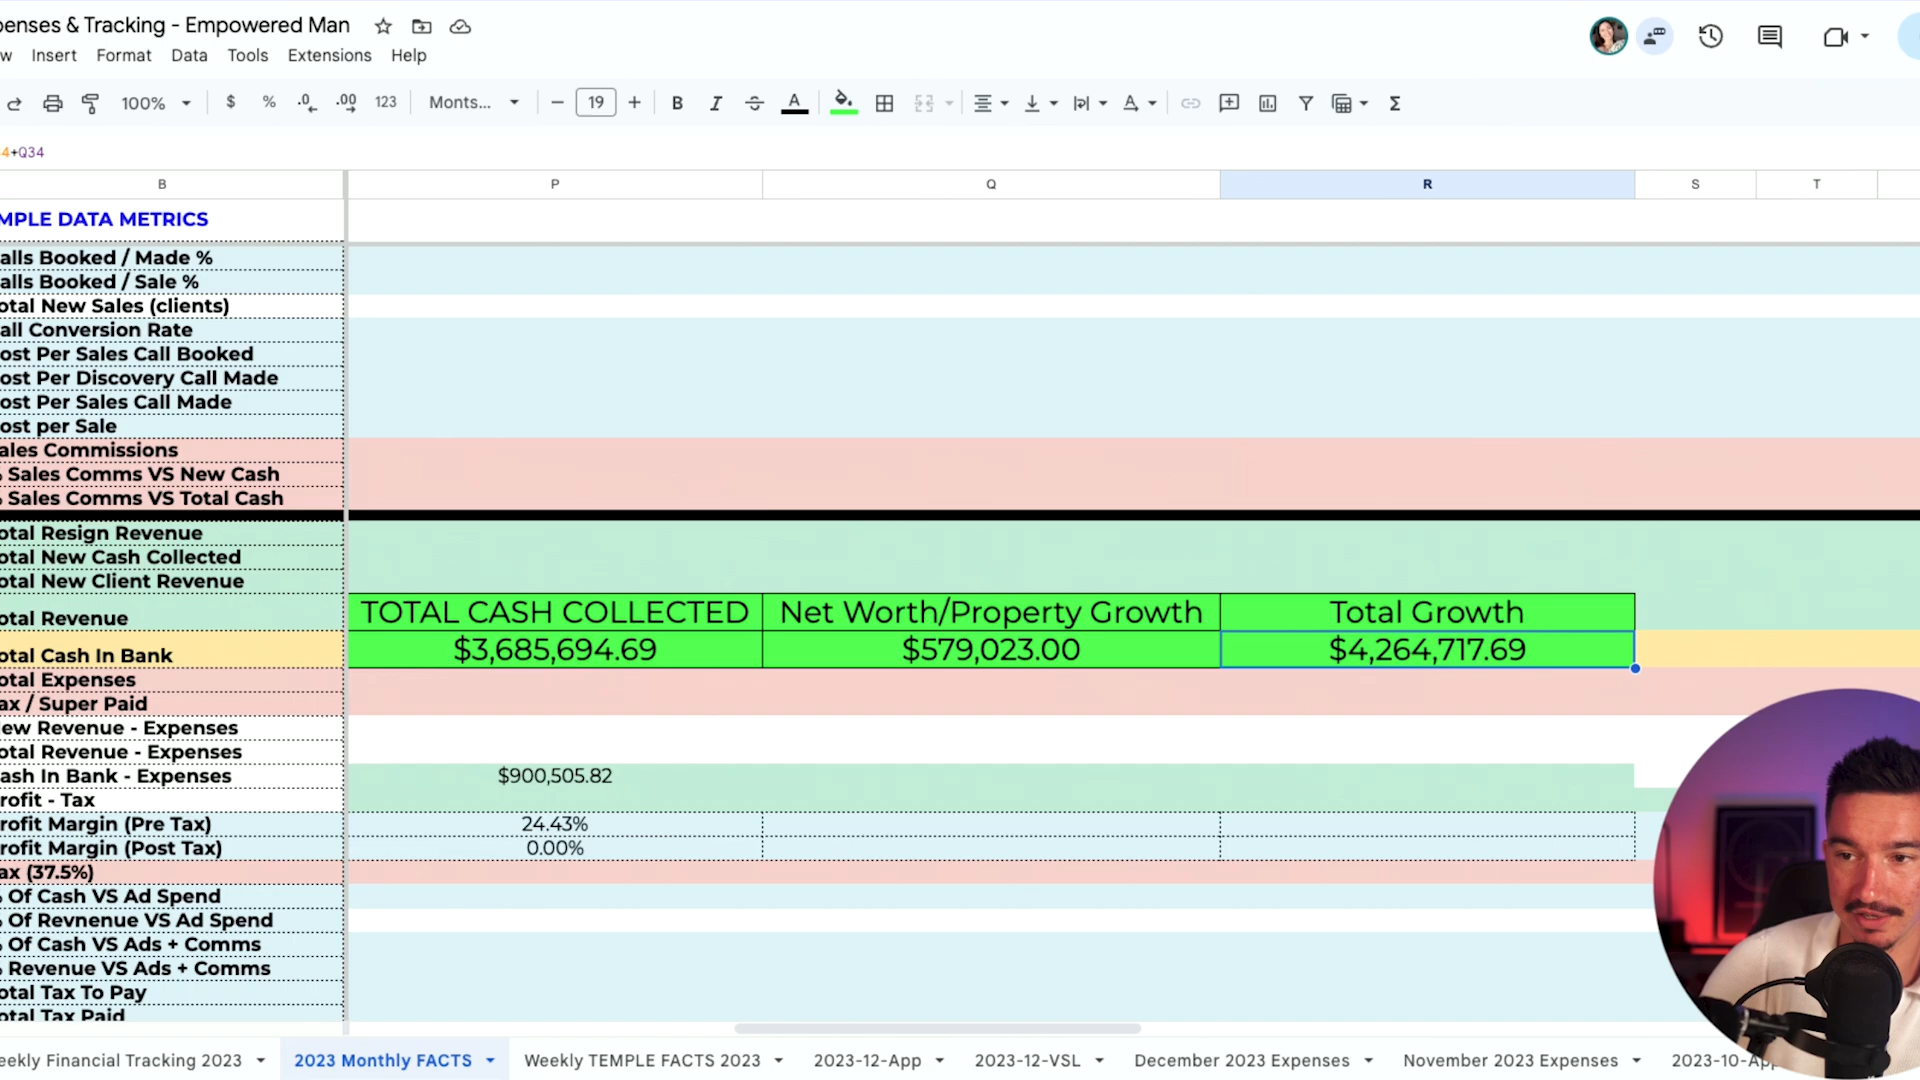 penses & Tracking - Empowered Man
w Insert Format Data Tools Extensions Help
100% $ % .0 .00 123 Monts... − 19 + B I A Σ
4+Q34
B P Q R S T
MPLE DATA METRICS
alls Booked / Made %
alls Booked / Sale %
otal New Sales (clients)
all Conversion Rate
ost Per Sales Call Booked
ost Per Discovery Call Made
ost Per Sales Call Made
ost per Sale
ales Commissions
Sales Comms VS New Cash
Sales Comms VS Total Cash
otal Resign Revenue
otal New Cash Collected
otal New Client Revenue
otal Revenue TOTAL CASH COLLECTED Net Worth/Property Growth Total Growth
otal Cash In Bank $3,685,694.69 $579,023.00 $4,264,717.69
otal Expenses
ax / Super Paid
ew Revenue - Expenses
otal Revenue - Expenses
ash In Bank - Expenses $900,505.82
rofit - Tax
rofit Margin (Pre Tax) 24.43%
rofit Margin (Post Tax) 0.00%
ax (37.5%)
Of Cash VS Ad Spend
Of Revnenue VS Ad Spend
Of Cash VS Ads + Comms
Revenue VS Ads + Comms
otal Tax To Pay
otal Tax Paid
eekly Financial Tracking 2023 2023 Monthly FACTS Weekly TEMPLE FACTS 2023 2023-12-App 2023-12-VSL December 2023 Expenses November 2023 Expenses 2023-10-App